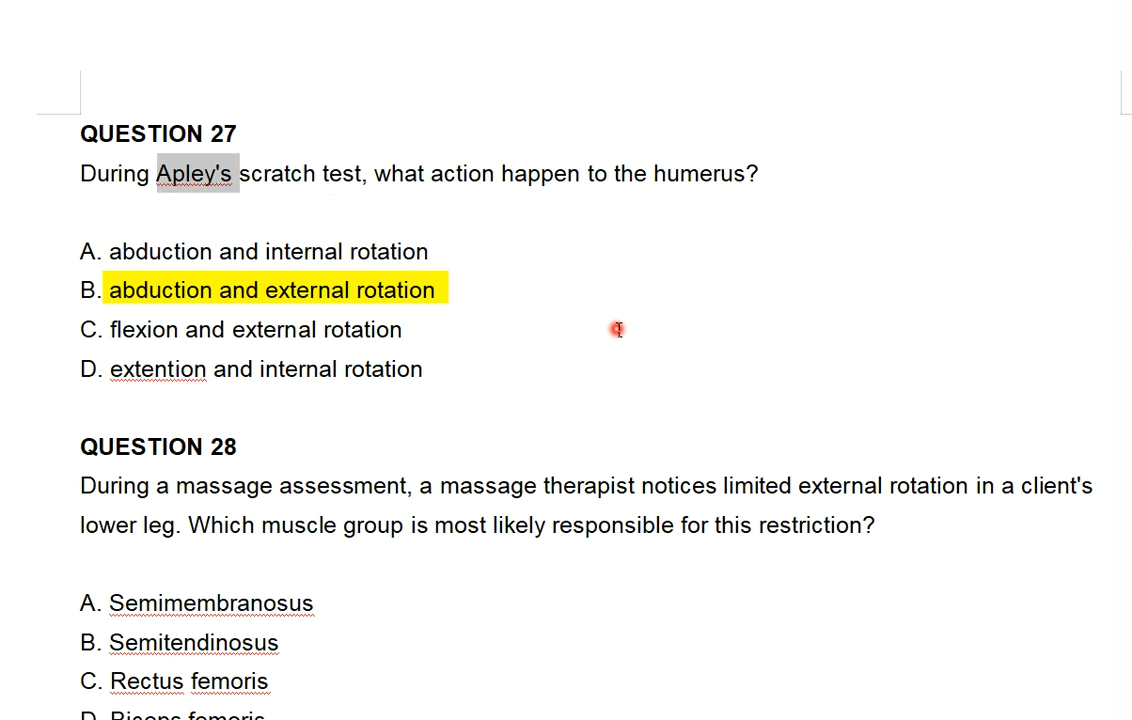 QUESTION 27
During Apley's scratch test, what action happen to the humerus?
A. abduction and internal rotation
B. abduction and external rotation
C. flexion and external rotation
D. extention and internal rotation
QUESTION 28
During a massage assessment, a massage therapist notices limited external rotation in a client's
lower leg. Which muscle group is most likely responsible for this restriction?
A. Semimembranosus
B. Semitendinosus
C. Rectus femoris
D. Biceps femoris